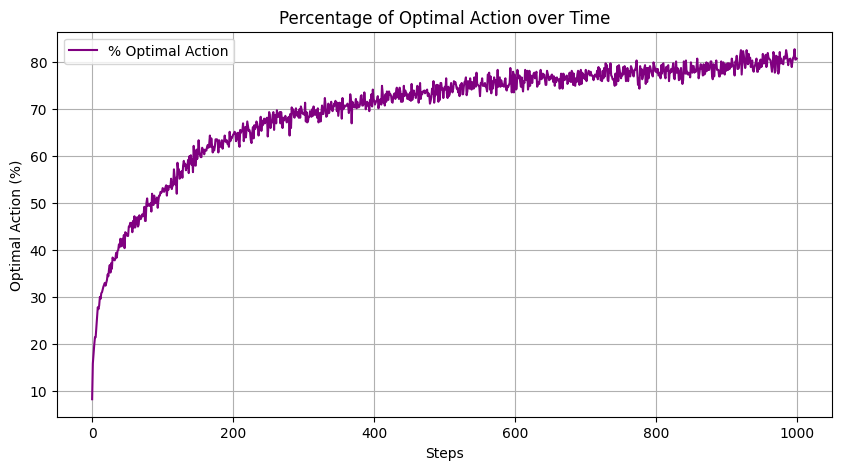 Percentage of Optimal Action over Time
% Optimal Action
Optimal Action (%)
80
70
60
50
40
30
20
10
0 200 400 600 800 1000
Steps